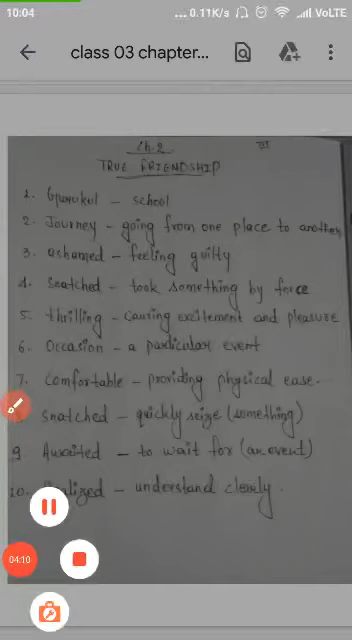 10:04
... 0.11K/s VoLTE
class 03 chapter...
Ch.2
III
TRUE FRIENDSHIP
1. Gurukul - school
2. Journey - going from one place to another
3. ashamed - feeling guilty
4. Snatched - took something by force
5. thrilling - causing excitement and pleasure
6. Occasion - a particular event
7. Comfortable - providing physical ease.
Snatched - quickly seize (something)
9. Awaited - to wait for (an event)
10. - understand clearly.
04:10